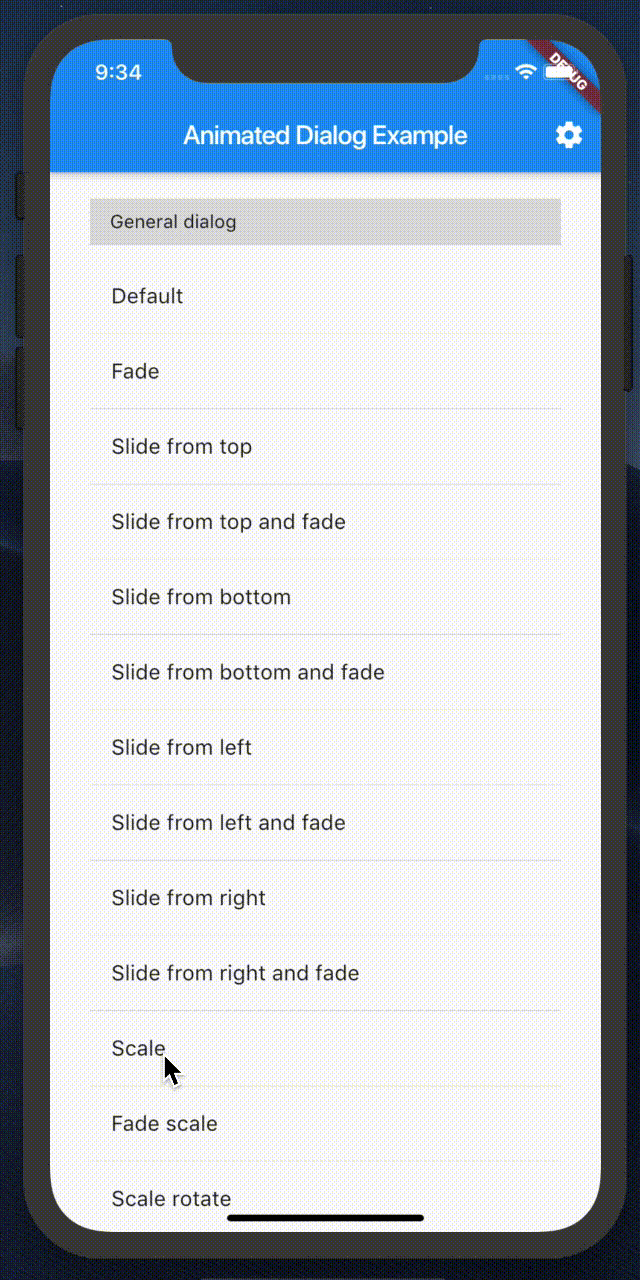 9:34
DEBUG
Animated Dialog Example
General dialog
Default
Fade
Slide from top
Slide from top and fade
Slide from bottom
Slide from bottom and fade
Slide from left
Slide from left and fade
Slide from right
Slide from right and fade
Scale
Fade scale
Scale rotate